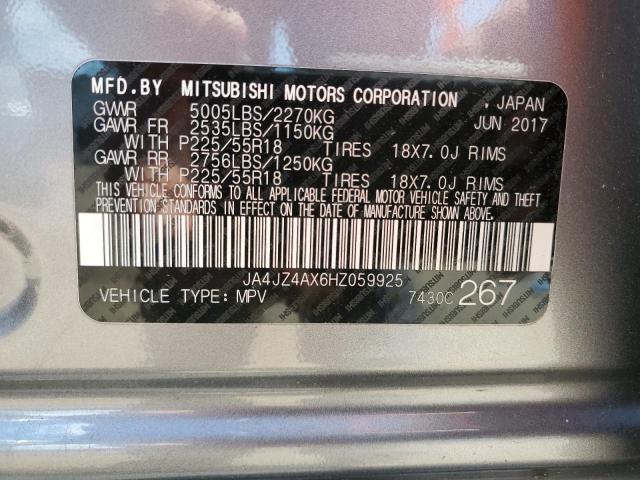 MFD.BY MITSUBISHI MOTORS CORPORATION , JAPAN
GVWR 5005LBS/2270KG JUN 2017
GAWR FR 2535LBS/1150KG
WITH P225/55R18 TIRES 18X7.0J RIMS
GAWR RR 2756LBS/1250KG
WITH P225/55R18 TIRES 18X7.0J RIMS
THIS VEHICLE CONFORMS TO ALL APPLICABLE FEDERAL MOTOR VEHICLE SAFETY AND THEFT
PREVENTION STANDARDS IN EFFECT ON THE DATE OF MANUFACTURE SHOWN ABOVE.
JA4JZ4AX6HZ059925
VEHICLE TYPE: MPV 7430C 267